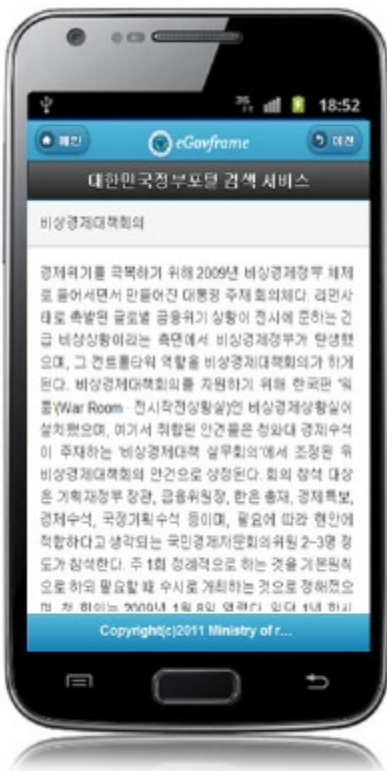 3G 18:52
메인 eGovframe 이전
대한민국정부포털 검색 서비스
비상경제대책회의
경제위기를 극복하기 위해 2009년 비상경제정부 체제
로 들어서면서 만들어진 대통령 주재 회의체다. 리먼사
태로 촉발된 글로벌 금융위기 상황이 전시에 준하는 긴
급 비상상황이라는 측면에서 비상경제정부가 탄생했
으며, 그 컨트롤타워 역할을 비상경제대책회의가 하게
된다. 비상경제대책회의를 지원하기 위해 한국판 '워
룸'(War Room · 전시작전상황실)인 비상경제상황실이
설치됐으며, 여기서 취합된 안건들은 청와대 경제수석
이 주재하는 '비상경제대책 실무회의'에서 조정된 뒤
비상경제대책회의 안건으로 상정된다. 회의 참석 대상
은 기획재정부 장관, 금융위원장, 한은 총재, 경제특보,
경제수석, 국정기획수석 등이며, 필요에 따라 현안에
적합하다고 생각되는 국민경제자문회의위원 2~3명 정
도가 참석한다. 주 1회 정례적으로 하는 것을 기본원칙
으로 하되 필요할 때 수시로 개최하는 것으로 정해졌으
며, 첫 회의는 2009년 1월 8일 열렸다. 일단 1년 한시
Copyright(c)2011 Ministry of r...